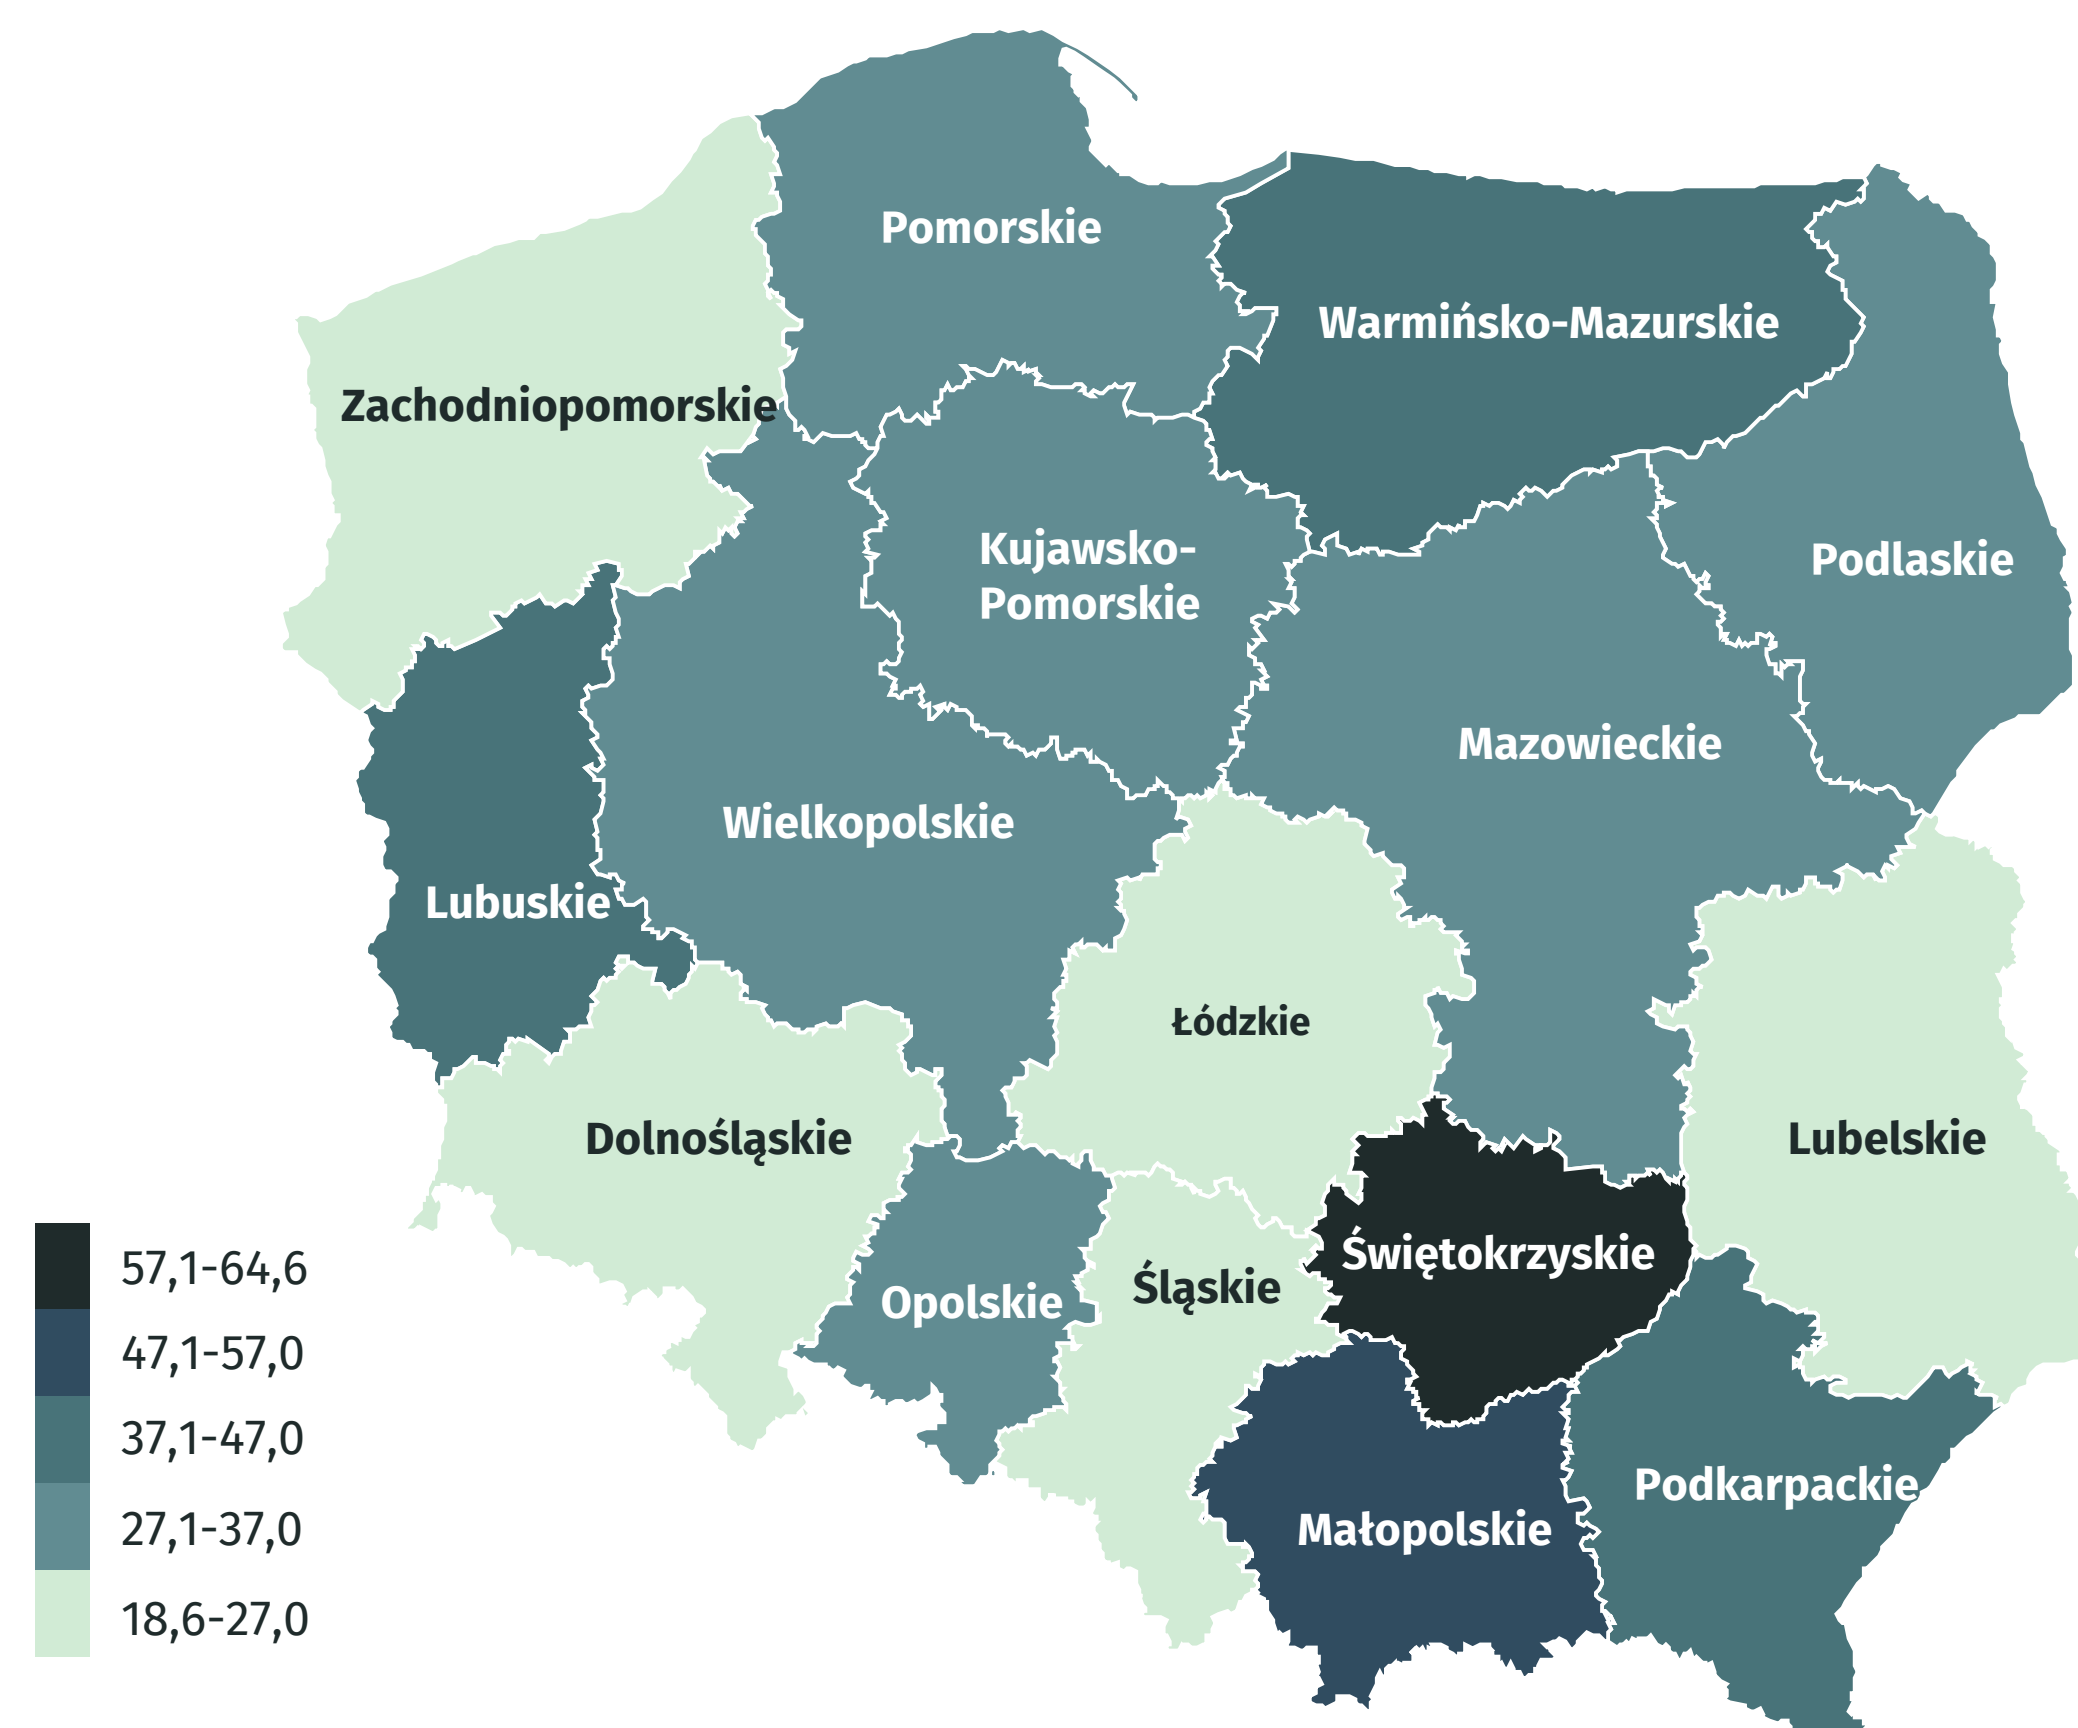 Pomorskie
Warmińsko-Mazurskie
Zachodniopomorskie
Kujawsko-
Pomorskie
Podlaskie
Mazowieckie
Wielkopolskie
Lubuskie
Łódzkie
Dolnośląskie
Lubelskie
Świętokrzyskie
Śląskie
Opolskie
Podkarpackie
Małopolskie
57,1-64,6
47,1-57,0
37,1-47,0
27,1-37,0
18,6-27,0